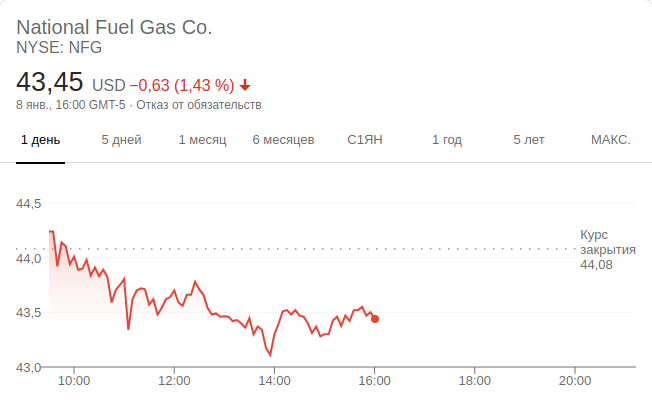 National Fuel Gas Co.
NYSE: NFG
43,45 USD −0,63 (1,43 %)
8 янв., 16:00 GMT-5 · Отказ от обязательств
1 день 5 дней 1 месяц 6 месяцев С1ЯН 1 год 5 лет МАКС.
44,5
Курс
закрытия
44,08
44,0
43,5
43,0
10:00 12:00 14:00 16:00 18:00 20:00